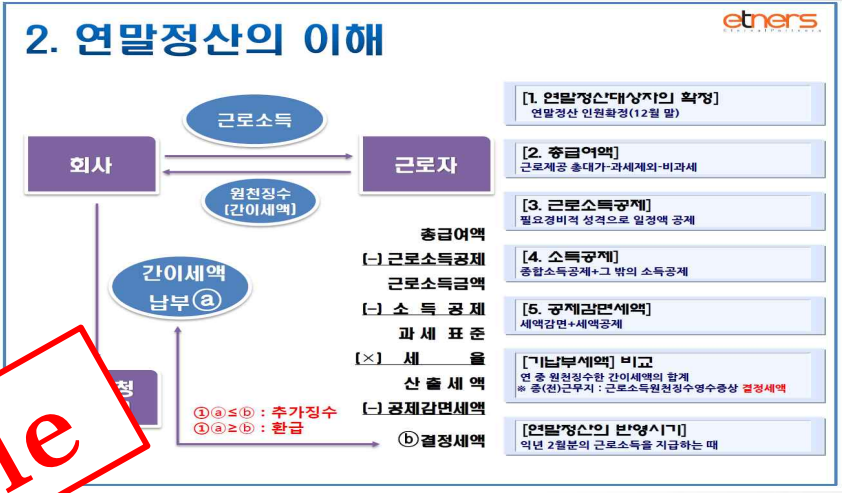 2. 연말정산의 이해
etners
근로소득
회사
근로자
원천징수
(간이세액)
간이세액
납부ⓐ
청
총급여액
(-) 근로소득공제
근로소득금액
(-) 소 득 공 제
과 세 표 준
(×) 세 율
산 출 세 액
(-) 공제감면세액
ⓑ결정세액
①ⓐ≤ⓑ : 추가징수
①ⓐ≥ⓑ : 환급
[1. 연말정산대상자의 확정]
연말정산 인원확정(12월 말)
[2. 총급여액]
근로제공 총대가-과세제외-비과세
[3. 근로소득공제]
필요경비적 성격으로 일정액 공제
[4. 소득공제]
종합소득공제+그 밖의 소득공제
[5. 공제감면세액]
세액감면+세액공제
[기납부세액] 비교
연 중 원천징수한 간이세액의 합계
※ 종(전)근무지 : 근로소득원천징수영수증상 결정세액
[연말정산의 반영시기]
익년 2월분의 근로소득을 지급하는 때
le